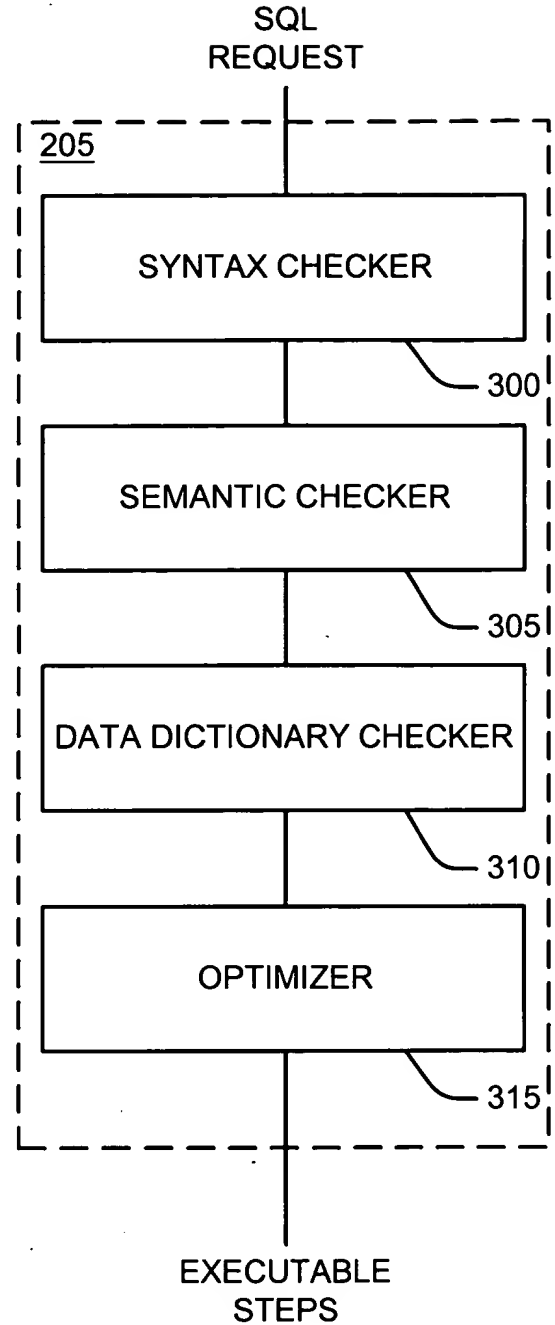 SQL
REQUEST
205
SYNTAX CHECKER
300
SEMANTIC CHECKER
305
DATA DICTIONARY CHECKER
310
OPTIMIZER
315
EXECUTABLE
STEPS